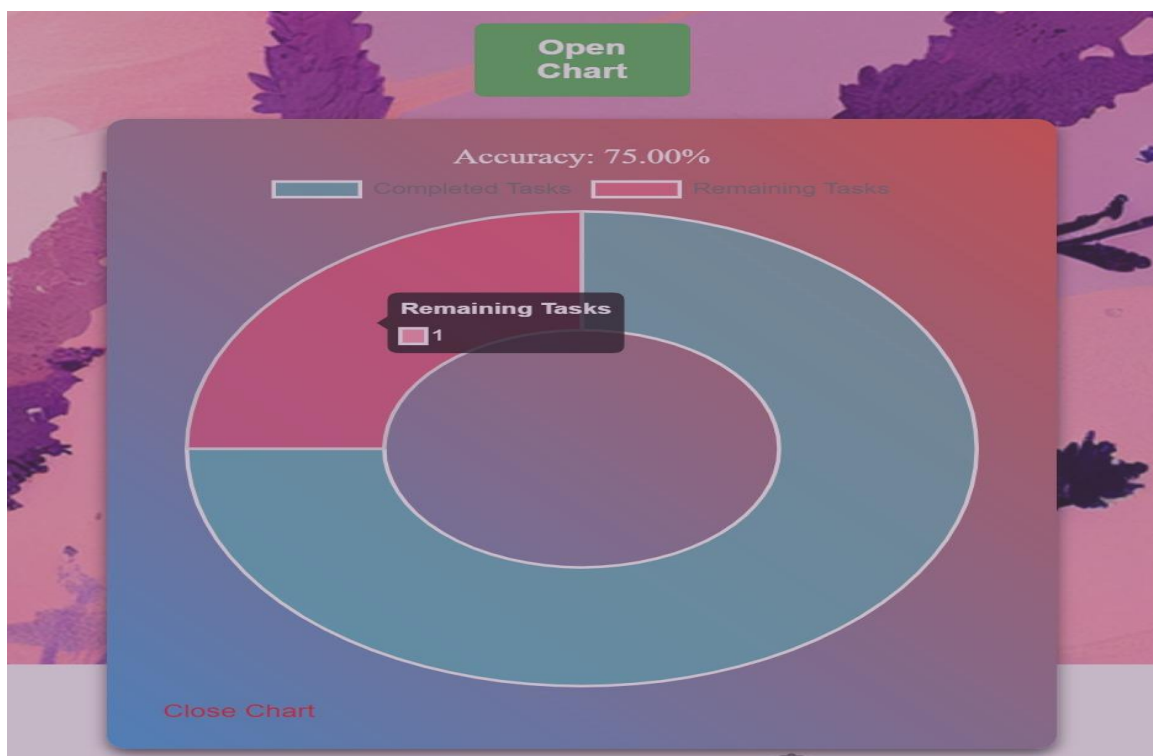 Open
Chart
Accuracy: 75.00%
Completed Tasks Remaining Tasks
Remaining Tasks
1
Close Chart